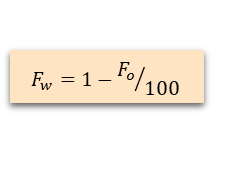 F_w = 1 − F_o/100